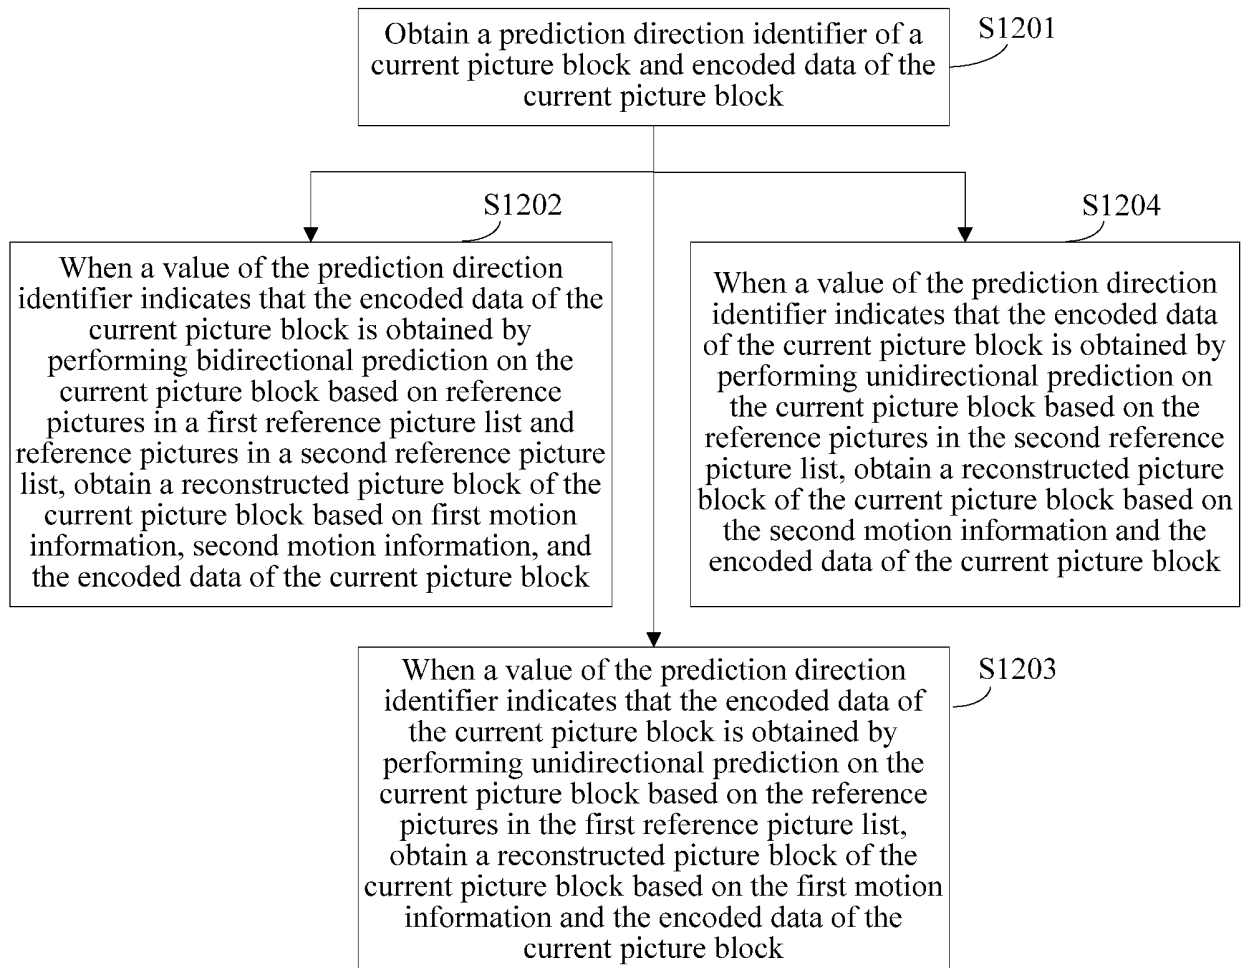 Obtain a prediction direction identifier of a
current picture block and encoded data of the
current picture block
S1201
S1202
When a value of the prediction direction
identifier indicates that the encoded data of the
current picture block is obtained by
performing bidirectional prediction on the
current picture block based on reference
pictures in a first reference picture list and
reference pictures in a second reference picture
list, obtain a reconstructed picture block of the
current picture block based on first motion
information, second motion information, and
the encoded data of the current picture block
S1204
When a value of the prediction direction
identifier indicates that the encoded data
of the current picture block is obtained by
performing unidirectional prediction on
the current picture block based on the
reference pictures in the second reference
picture list, obtain a reconstructed picture
block of the current picture block based on
the second motion information and the
encoded data of the current picture block
S1203
When a value of the prediction direction
identifier indicates that the encoded data of
the current picture block is obtained by
performing unidirectional prediction on the
current picture block based on the reference
pictures in the first reference picture list,
obtain a reconstructed picture block of the
current picture block based on the first motion
information and the encoded data of the
current picture block